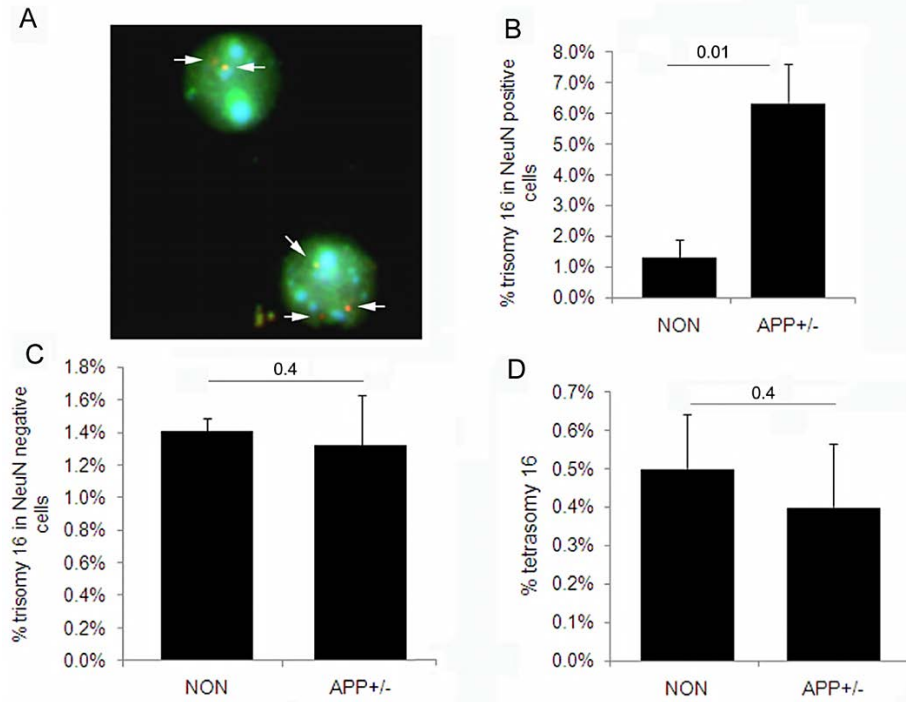 A
B
8.0%
7.0%
6.0%
5.0%
4.0%
3.0%
2.0%
1.0%
0.0%
% trisomy 16 in NeuN positive
cells
0.01
NON
APP+/-
C
1.8%
1.6%
1.4%
1.2%
1.0%
0.8%
0.6%
0.4%
0.2%
0.0%
% trisomy 16 in NeuN negative
cells
0.4
NON
APP+/-
D
0.7%
0.6%
0.5%
0.4%
0.3%
0.2%
0.1%
0.0%
% tetrasomy 16
0.4
NON
APP+/-